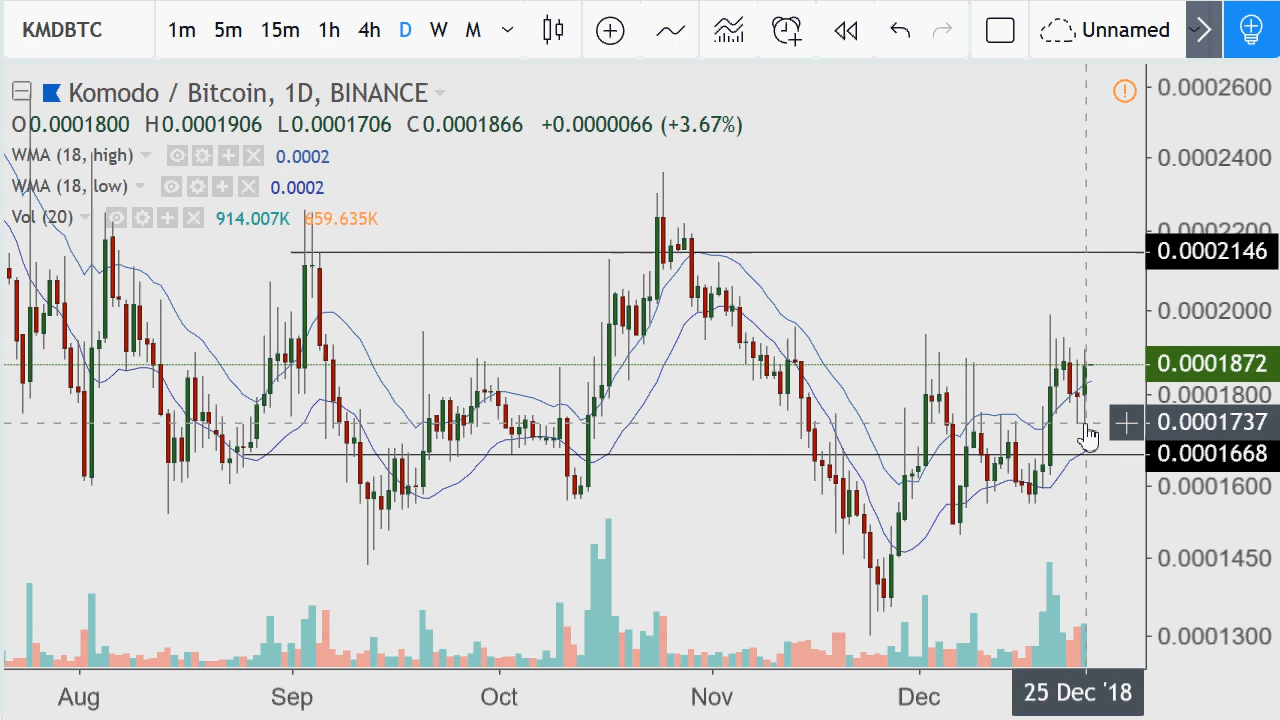 KMDBTC 1m 5m 15m 1h 4h D W M Unnamed
Komodo / Bitcoin, 1D, BINANCE
O0.0001800 H0.0001906 L0.0001706 C0.0001866 +0.0000066 (+3.67%)
WMA (18, high) 0.0002
WMA (18, low) 0.0002
Vol (20) 914.007K 659.635K
0.0002600
0.0002400
0.0002200
0.0002146
0.0002000
0.0001872
0.0001800
0.0001737
0.0001668
0.0001600
0.0001450
0.0001300
Aug Sep Oct Nov Dec 25 Dec '18